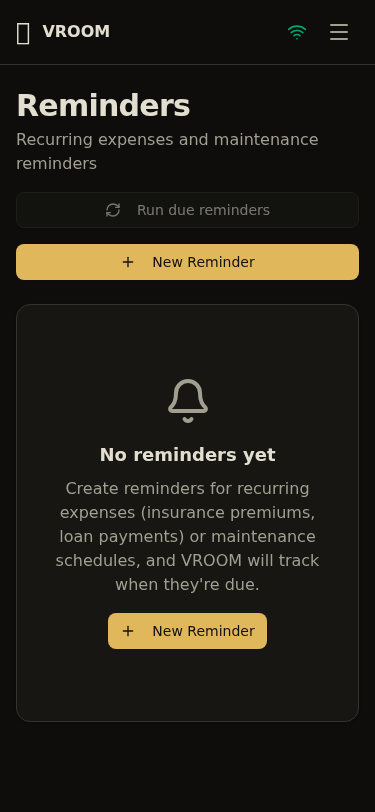 VROOM
Reminders
Recurring expenses and maintenance
reminders
Run due reminders
New Reminder
No reminders yet
Create reminders for recurring
expenses (insurance premiums,
loan payments) or maintenance
schedules, and VROOM will track
when they're due.
New Reminder